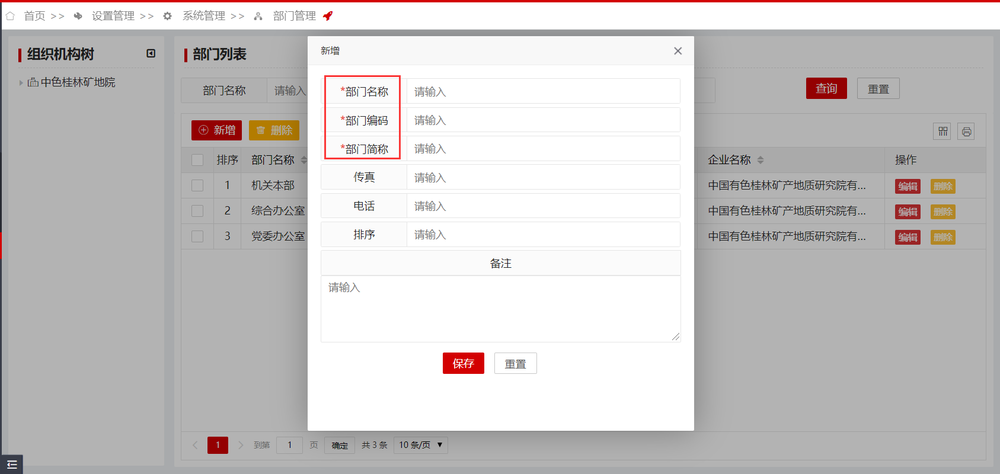 首页 >> 设置管理 >> 系统管理 >> 部门管理
组织机构树
中色桂林矿地院
部门列表
部门名称 请输入
查询 重置
新增 删除
排序 部门名称 企业名称 操作
1 机关本部 中国有色桂林矿产地质研究院有... 编辑 删除
2 综合办公室 中国有色桂林矿产地质研究院有... 编辑 删除
3 党委办公室 中国有色桂林矿产地质研究院有... 编辑 删除
1 到第 1 页 确定 共 3 条 10 条/页
新增
*部门名称 请输入
*部门编码 请输入
*部门简称 请输入
传真 请输入
电话 请输入
排序 请输入
备注
请输入
保存 重置